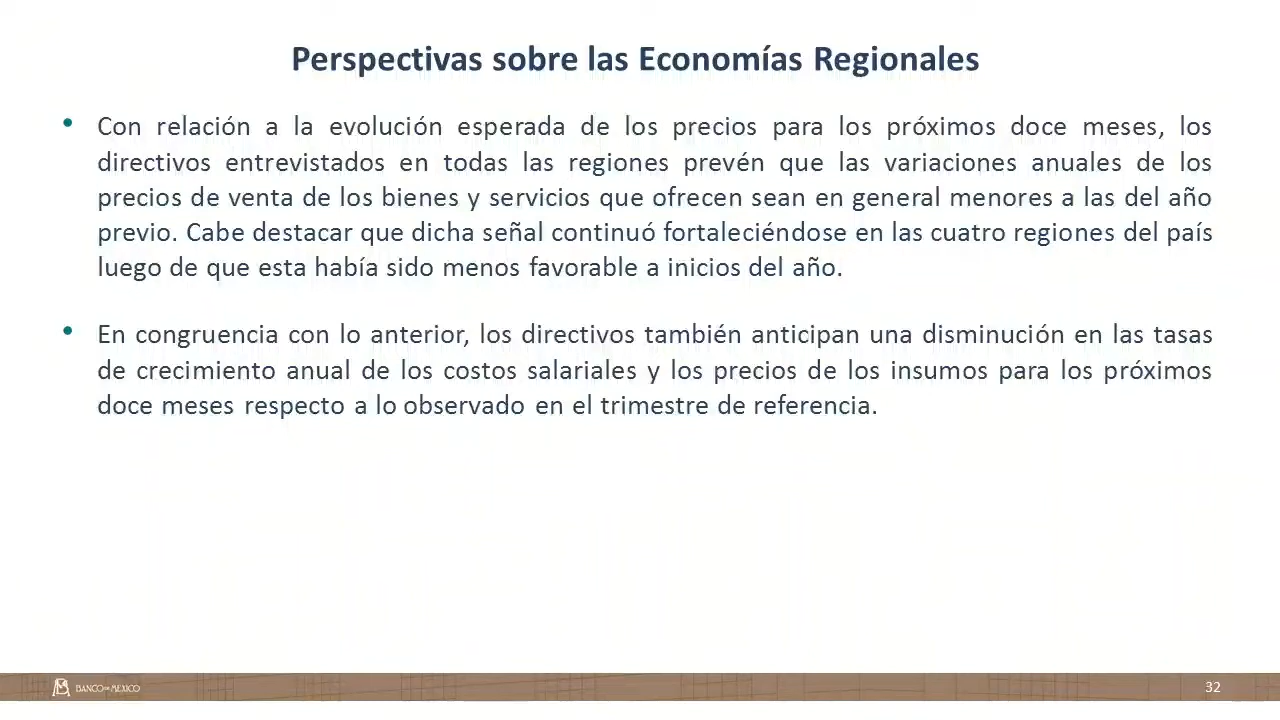 Perspectivas sobre las Economías Regionales
• Con relación a la evolución esperada de los precios para los próximos doce meses, los
directivos entrevistados en todas las regiones prevén que las variaciones anuales de los
precios de venta de los bienes y servicios que ofrecen sean en general menores a las del año
previo. Cabe destacar que dicha señal continuó fortaleciéndose en las cuatro regiones del país
luego de que esta había sido menos favorable a inicios del año.
• En congruencia con lo anterior, los directivos también anticipan una disminución en las tasas
de crecimiento anual de los costos salariales y los precios de los insumos para los próximos
doce meses respecto a lo observado en el trimestre de referencia.
BANCO DE MEXICO
32